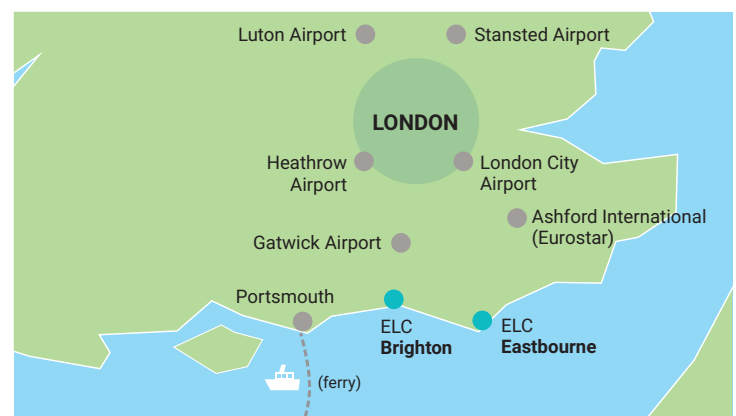 Luton Airport
Stansted Airport
LONDON
Heathrow
Airport
London City
Airport
Ashford International
(Eurostar)
Gatwick Airport
Portsmouth
ELC
Brighton
ELC
Eastbourne
(ferry)